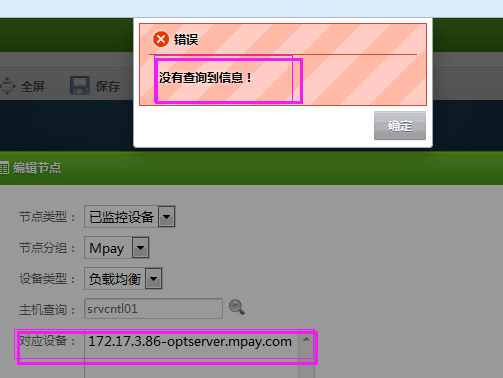 错误
没有查询到信息！
确定
全屏 保存
编辑节点
节点类型： 已监控设备
节点分组： Mpay
设备类型： 负载均衡
主机查询： srvcntl01
对应设备： 172.17.3.86-optserver.mpay.com